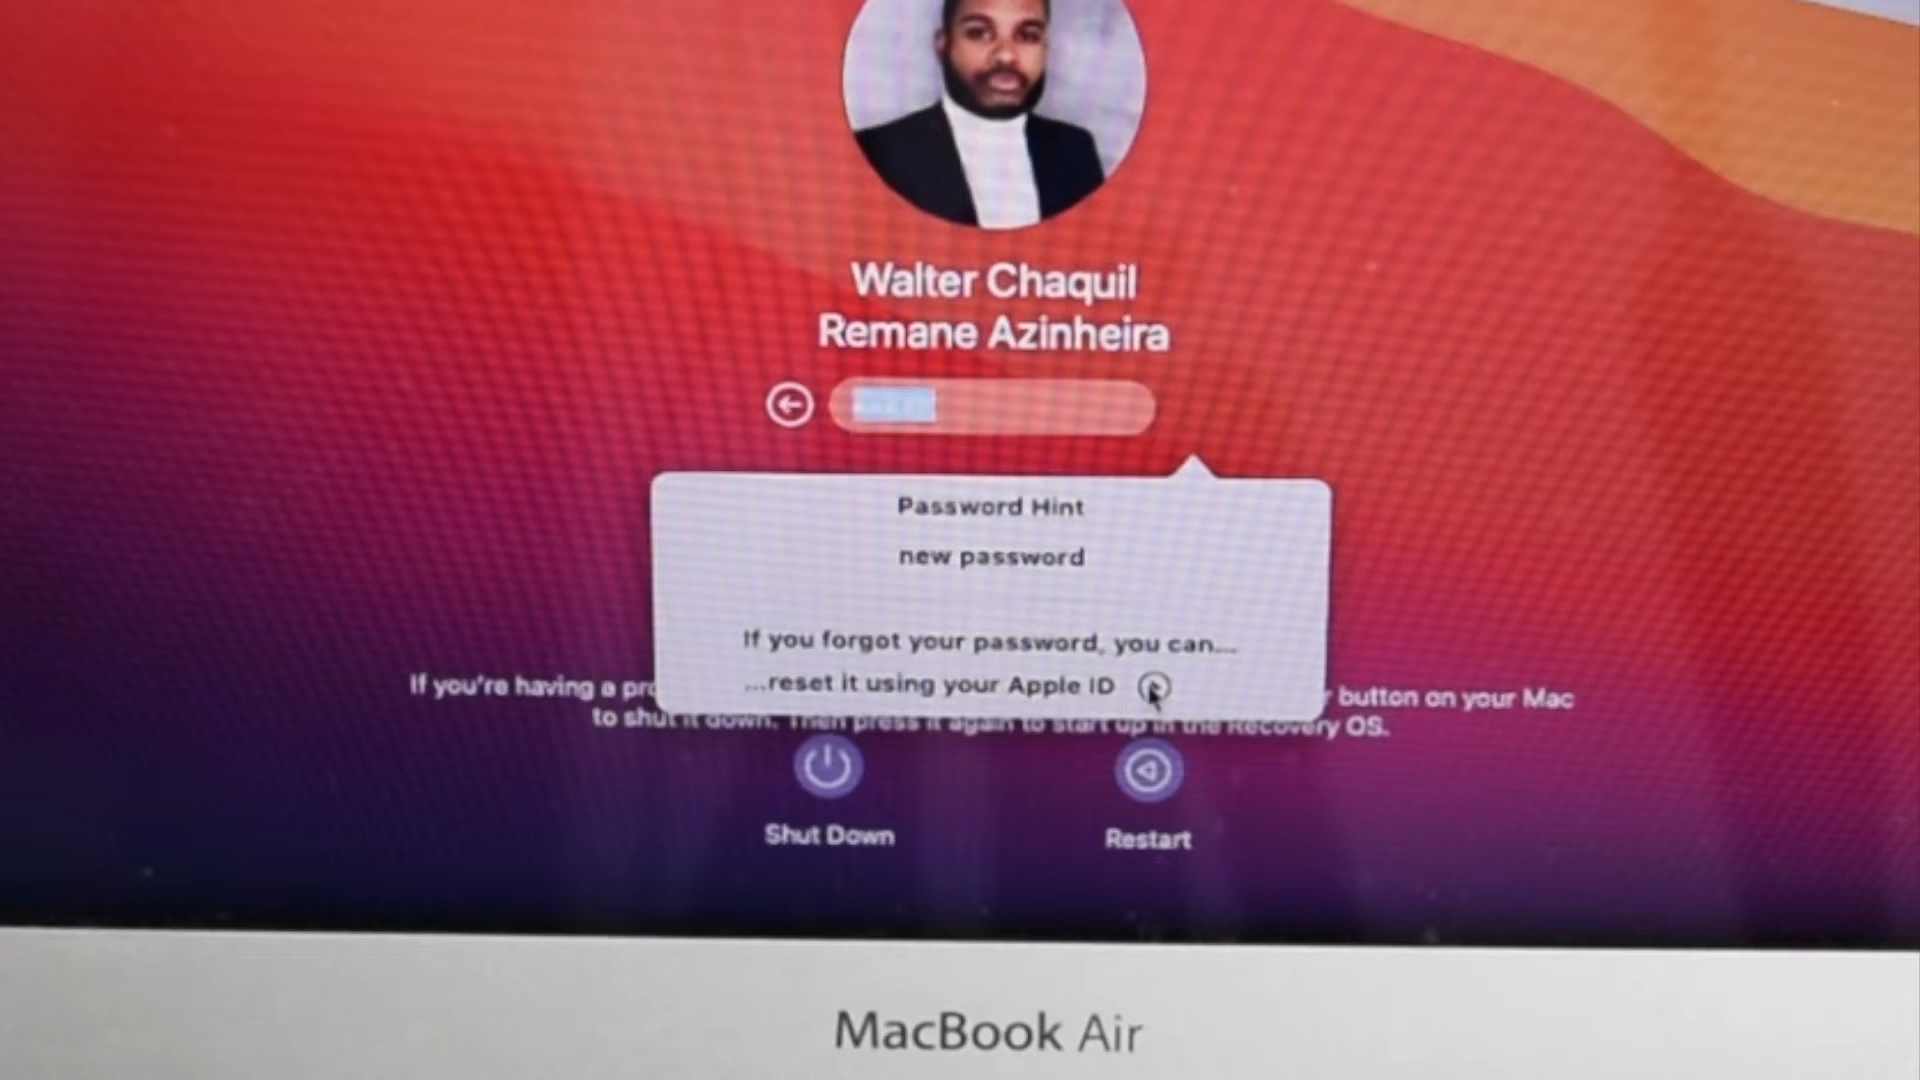 Walter Chaquil
Remane Azinheira
Password Hint
new password
If you forgot your password, you can...
...reset it using your Apple ID
If you're having a button on your Mac
to shut it down. Then press it again to start up in the Recovery OS.
Shut Down
Restart
MacBook Air